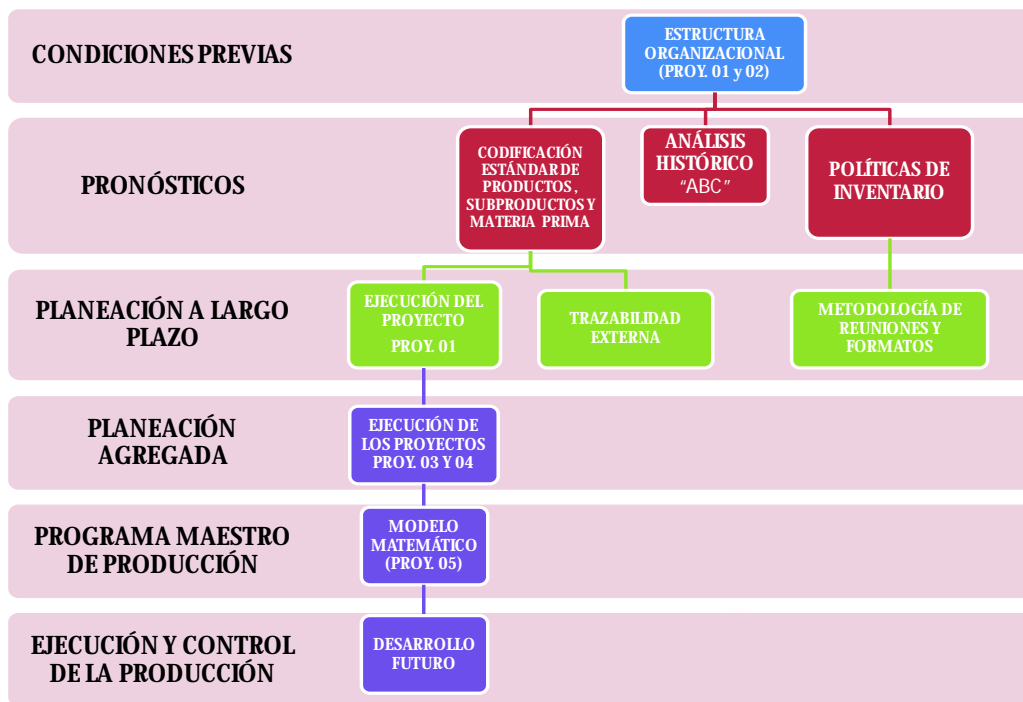 CONDICIONES PREVIAS
ESTRUCTURA
ORGANIZACIONAL
(PROY. 01 y 02)
PRONÓSTICOS
CODIFICACIÓN
ESTÁNDAR DE
PRODUCTOS ,
SUBPRODUCTOS Y
MATERIA PRIMA
ANÁLISIS
HISTÓRICO
“ABC”
POLÍTICAS DE
INVENTARIO
PLANEACIÓN A LARGO
PLAZO
EJECUCIÓN DEL
PROYECTO
PROY. 01
TRAZABILIDAD
EXTERNA
METODOLOGÍA DE
REUNIONES Y
FORMATOS
PLANEACIÓN
AGREGADA
EJECUCIÓN DE
LOS PROYECTOS
PROY. 03 Y 04
PROGRAMA MAESTRO
DE PRODUCCIÓN
MODELO
MATEMÁTICO
(PROY. 05)
EJECUCIÓN Y CONTROL
DE LA PRODUCCIÓN
DESARROLLO
FUTURO